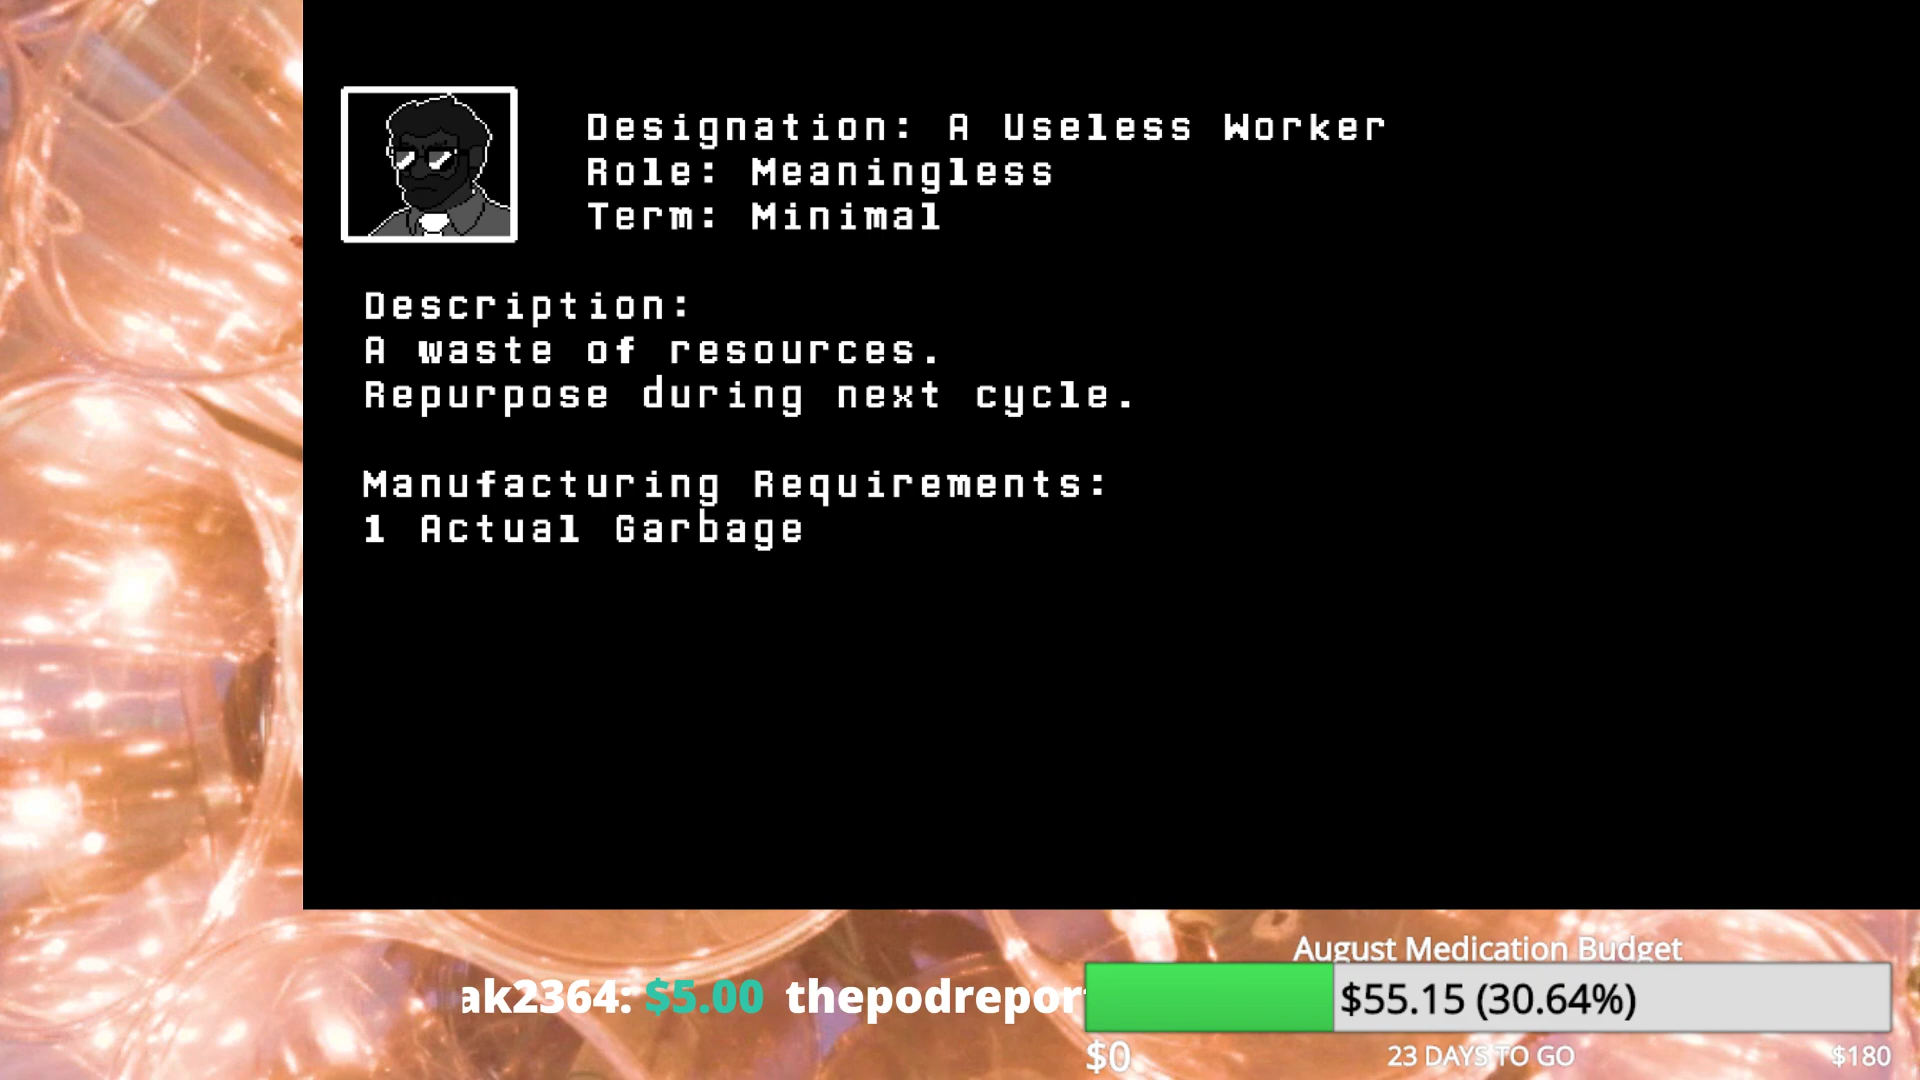 Designation: A Useless Worker
Role: Meaningless
Term: Minimal
Description:
A waste of resources.
Repurpose during next cycle.
Manufacturing Requirements:
1 Actual Garbage
August Medication Budget
ak2364: $5.00 thepodrepor
$55.15 (30.64%)
$0 23 DAYS TO GO $180